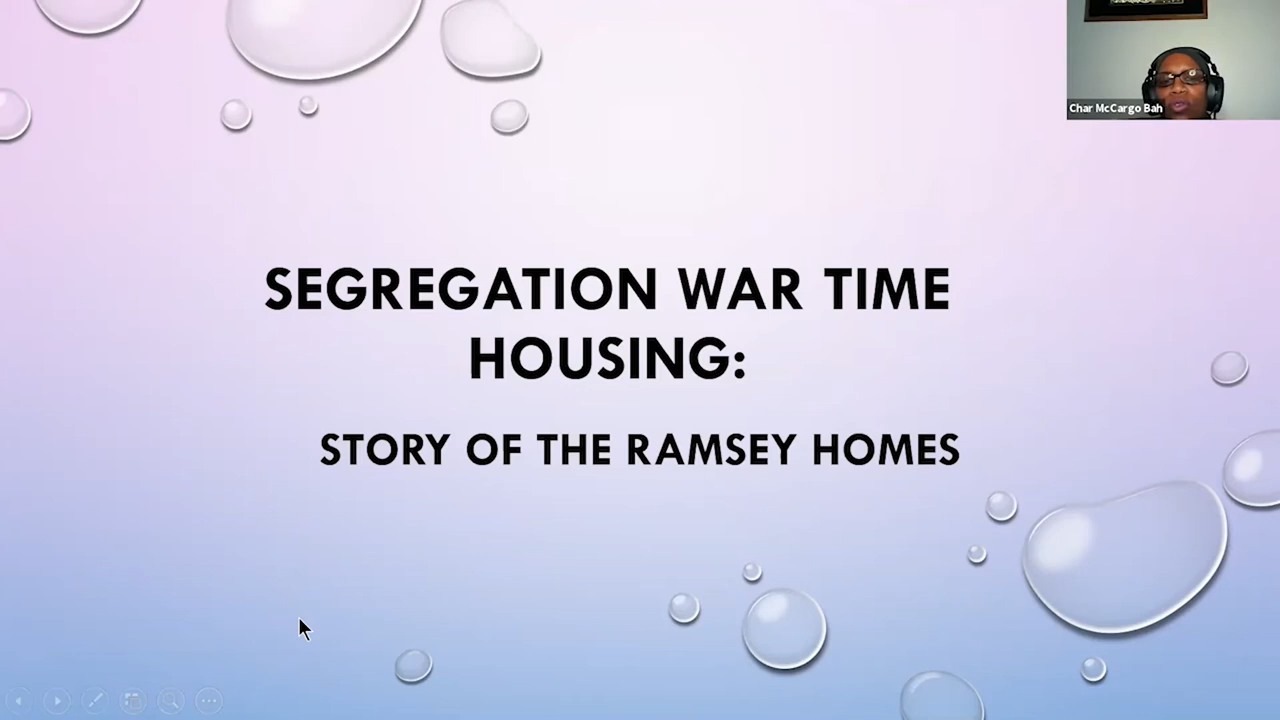 Char McCargo Bah
SEGREGATION WAR TIME
HOUSING:
STORY OF THE RAMSEY HOMES